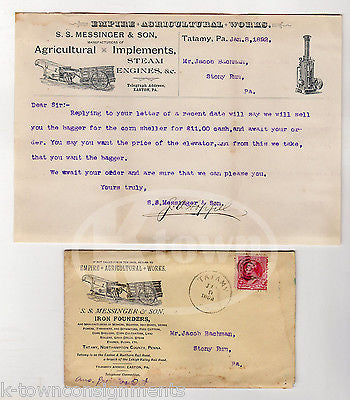 EMPIRE AGRICULTURAL WORKS.
S. S. MESSINGER & SON,
MANUFACTURERS OF
Agricultural Implements,
STEAM
ENGINES, &c.
Telegraph Address,
EASTON, PA.
Tatamy, Pa. Jan. 8, 1892,
Mr. Jacob Bachman,
Stony Run,
Pa.
Dear Sir:-
Replying to your letter of a recent date will say we will sell
you the bagger for the corn sheller for $11,00 cash, and await your or-
der. You say you want the price of the elevator, and from this we take,
that you want the bagger.
We await your order and are sure that we can please you,
Yours truly,
S. S. Messinger & Son.
EMPIRE AGRICULTURAL WORKS.
S. S. MESSINGER & SON,
IRON FOUNDERS,
TATAMY, NORTHAMPTON COUNTY, PENNA.
TELEGRAPH ADDRESS, EASTON, PA.
TATAMY
Mr. Jacob Bachman,
Stony Run,
Pa.
k-townconsignments